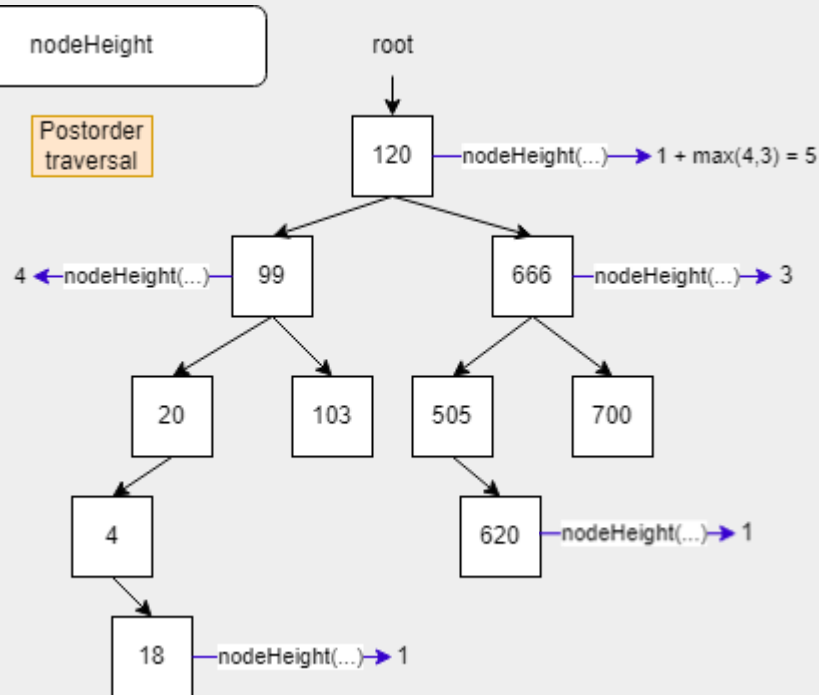 nodeHeight
root
Postorder
traversal
120
nodeHeight(...)
1 + max(4,3) = 5
4
nodeHeight(...)
99
666
nodeHeight(...)
3
20
103
505
700
4
620
nodeHeight(...)
1
18
nodeHeight(...)
1